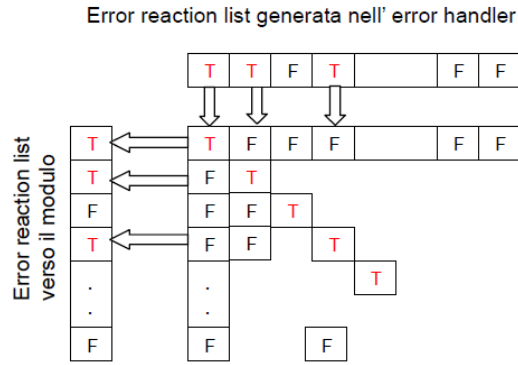 Error reaction list generata nell' error handler
T T F T F F
T T F F F F F
T F T
F F F T
T F F T
. . T
. .
F F F
Error reaction list
verso il modulo